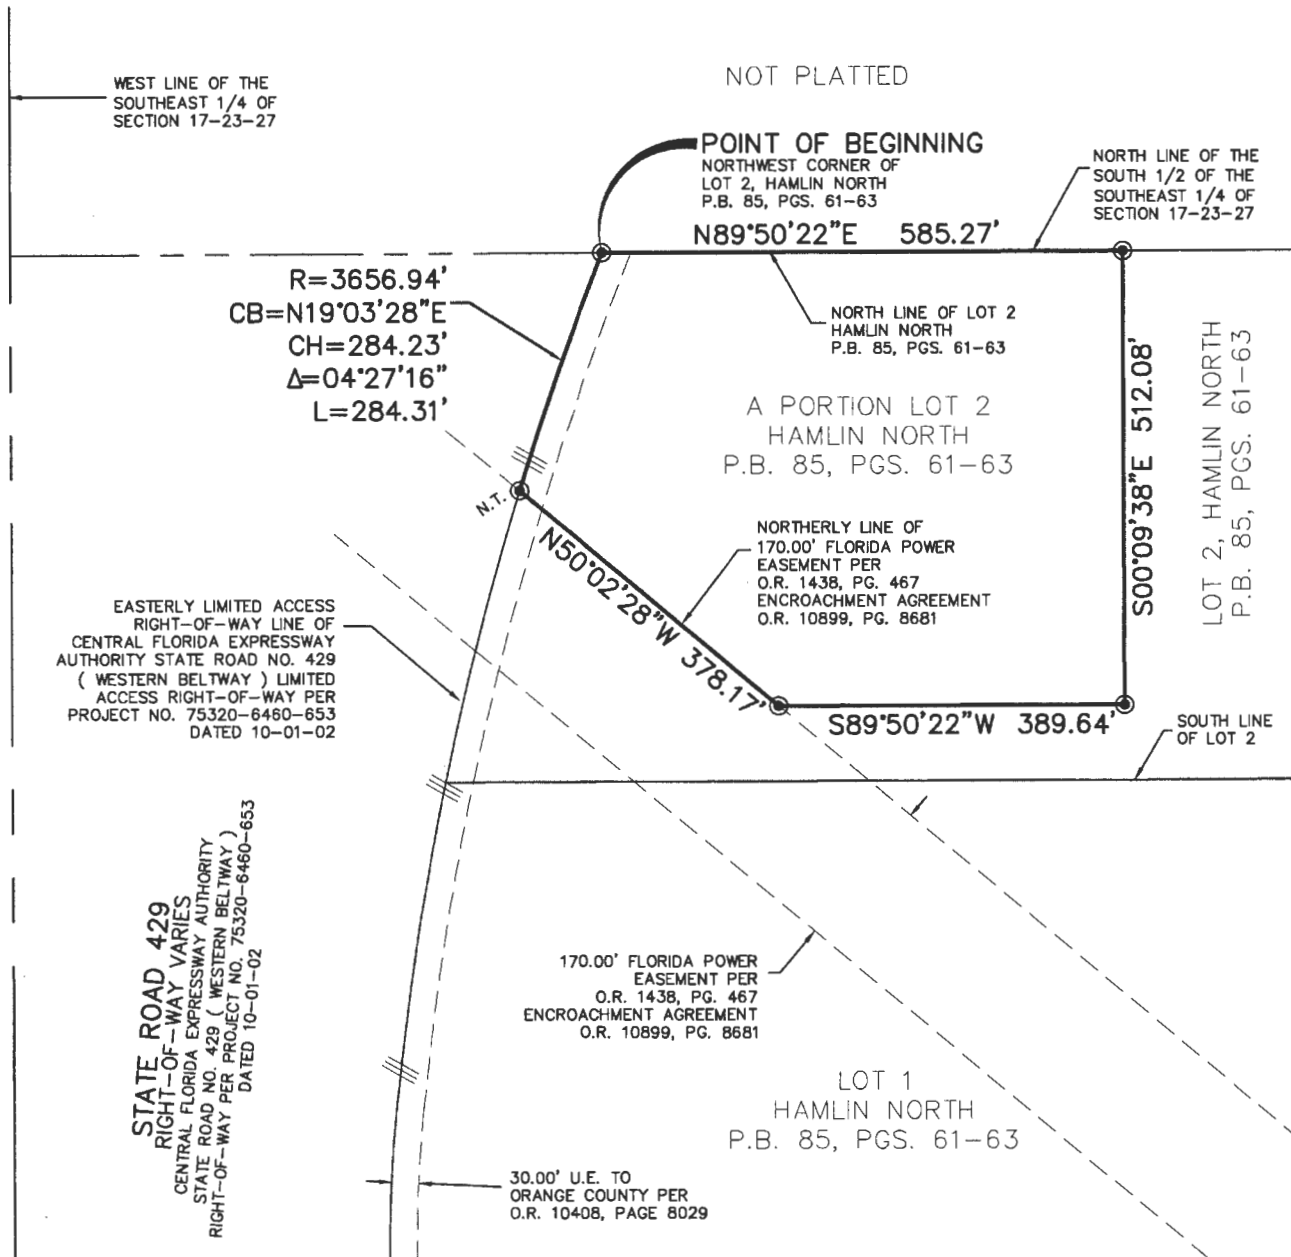 WEST LINE OF THE
SOUTHEAST 1/4 OF
SECTION 17-23-27
NOT PLATTED
POINT OF BEGINNING
NORTHWEST CORNER OF
LOT 2, HAMLIN NORTH
P.B. 85, PGS. 61-63
NORTH LINE OF THE
SOUTH 1/2 OF THE
SOUTHEAST 1/4 OF
SECTION 17-23-27
N89°50'22"E 585.27'
R=3656.94'
CB=N19°03'28"E
CH=284.23'
Δ=04°27'16"
L=284.31'
NORTH LINE OF LOT 2
HAMLIN NORTH
P.B. 85, PGS. 61-63
A PORTION LOT 2
HAMLIN NORTH
P.B. 85, PGS. 61-63
S00°09'38"E 512.08'
LOT 2, HAMLIN NORTH
P.B. 85, PGS. 61-63
N.T.
N50°02'28"W 378.17'
NORTHERLY LINE OF
170.00' FLORIDA POWER
EASEMENT PER
O.R. 1438, PG. 467
ENCROACHMENT AGREEMENT
O.R. 10899, PG. 8681
EASTERLY LIMITED ACCESS
RIGHT-OF-WAY LINE OF
CENTRAL FLORIDA EXPRESSWAY
AUTHORITY STATE ROAD NO. 429
( WESTERN BELTWAY ) LIMITED
ACCESS RIGHT-OF-WAY PER
PROJECT NO. 75320-6460-653
DATED 10-01-02
S89°50'22"W 389.64'
SOUTH LINE
OF LOT 2
STATE ROAD 429
RIGHT-OF-WAY VARIES
CENTRAL FLORIDA EXPRESSWAY AUTHORITY
STATE ROAD NO. 429 ( WESTERN BELTWAY )
RIGHT-OF-WAY PER PROJECT NO. 75320-6460-653
DATED 10-01-02
170.00' FLORIDA POWER
EASEMENT PER
O.R. 1438, PG. 467
ENCROACHMENT AGREEMENT
O.R. 10899, PG. 8681
LOT 1
HAMLIN NORTH
P.B. 85, PGS. 61-63
30.00' U.E. TO
ORANGE COUNTY PER
O.R. 10408, PAGE 8029